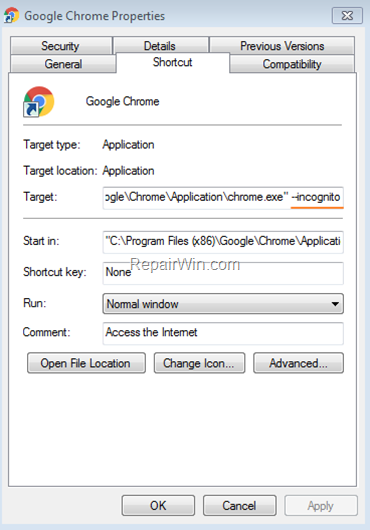 Google Chrome Properties
Security Details Previous Versions
General Shortcut Compatibility
Google Chrome
Target type: Application
Target location: Application
Target: ogle\Chrome\Application\chrome.exe" --incognito
Start in: "C:\Program Files (x86)\Google\Chrome\Applicati
RepairWin.com
Shortcut key: None
Run: Normal window
Comment: Access the Internet
Open File Location Change Icon... Advanced...
OK Cancel Apply